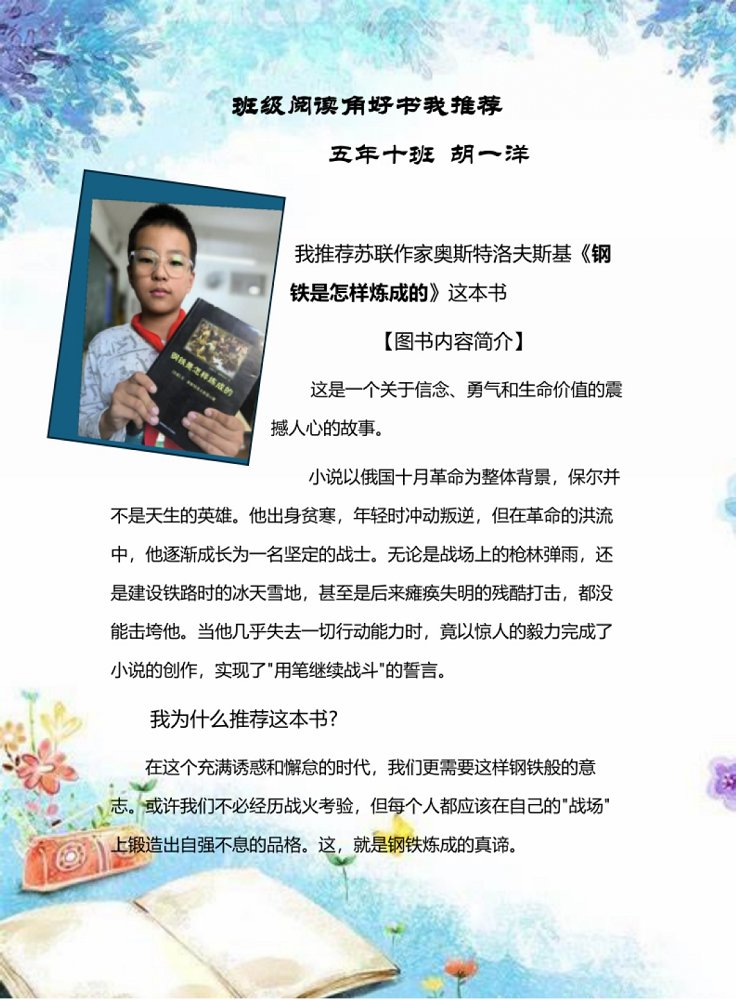 班级阅读角好书我推荐
五年十班 胡一洋
我推荐苏联作家奥斯特洛夫斯基《钢
铁是怎样炼成的》这本书
【图书内容简介】
这是一个关于信念、勇气和生命价值的震
撼人心的故事。
钢铁是怎样炼成的
小说以俄国十月革命为整体背景，保尔并
不是天生的英雄。他出身贫寒，年轻时冲动叛逆，但在革命的洪流
中，他逐渐成长为一名坚定的战士。无论是战场上的枪林弹雨，还
是建设铁路时的冰天雪地，甚至是后来瘫痪失明的残酷打击，都没
能击垮他。当他几乎失去一切行动能力时，竟以惊人的毅力完成了
小说的创作，实现了"用笔继续战斗"的誓言。
我为什么推荐这本书?
在这个充满诱惑和懈怠的时代，我们更需要这样钢铁般的意
志。或许我们不必经历战火考验，但每个人都应该在自己的"战场"
上锻造出自强不息的品格。这，就是钢铁炼成的真谛。